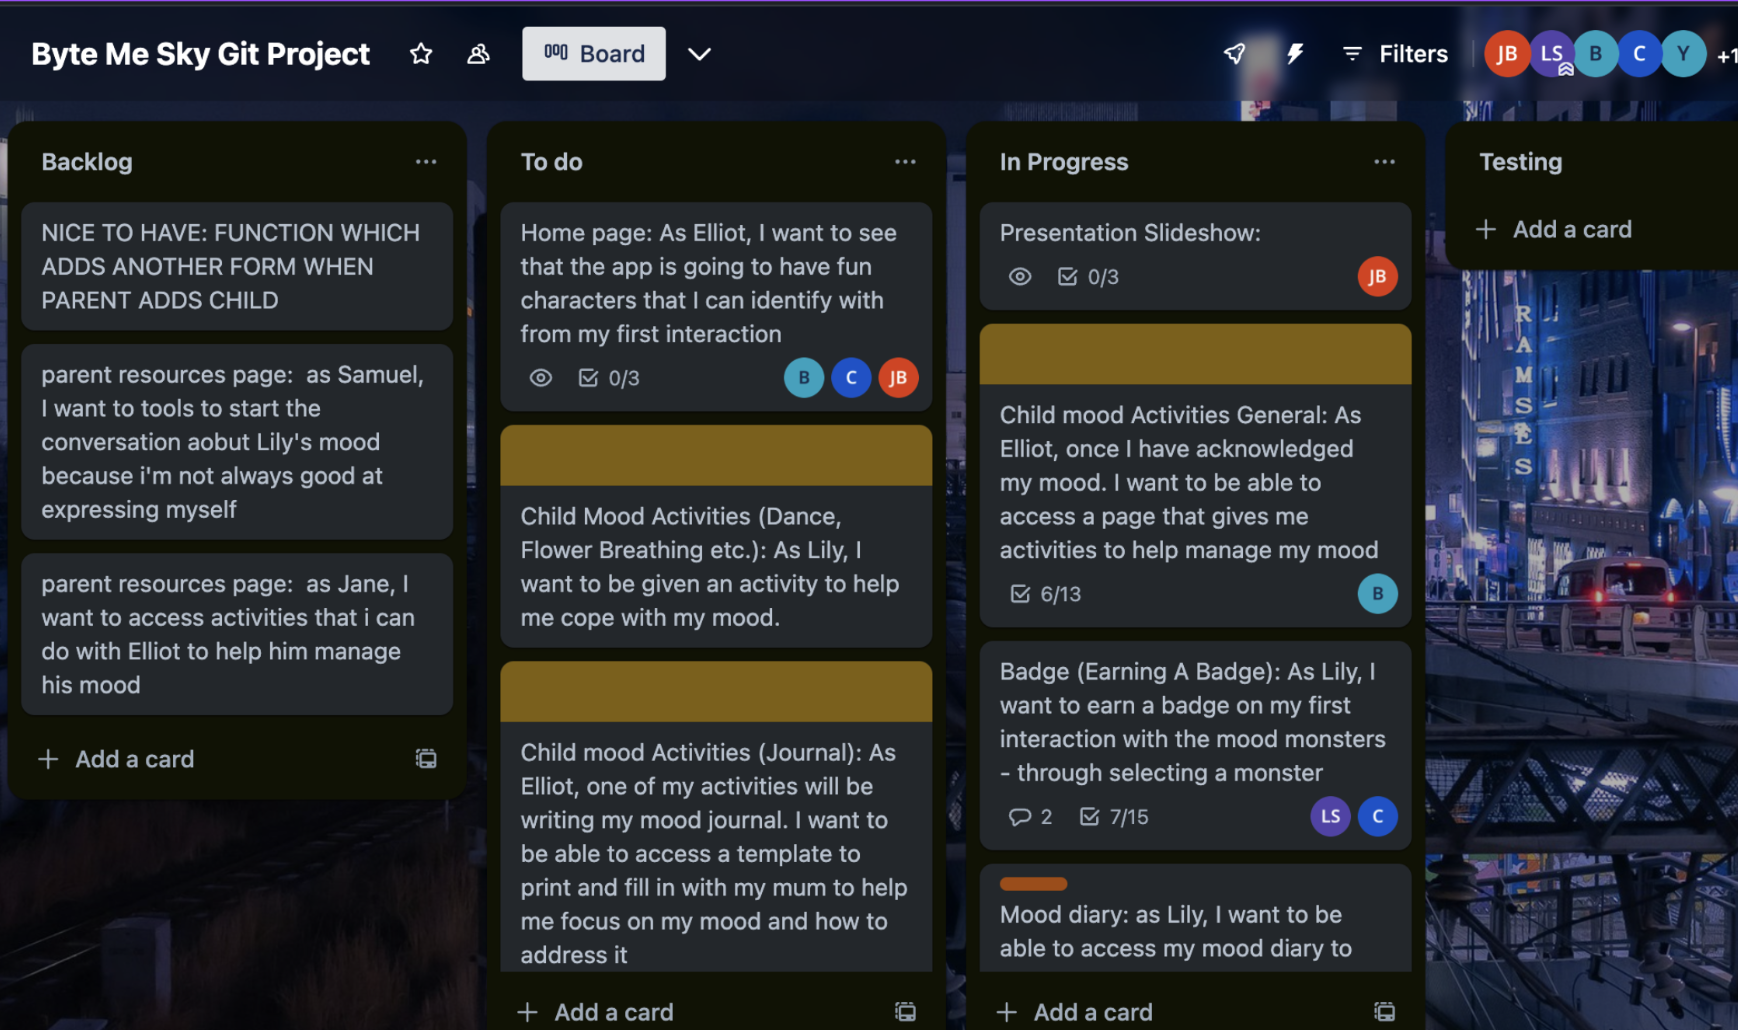 Byte Me Sky Git Project
Board
Filters
JB
LS
B
C
Y
+1
Backlog
NICE TO HAVE: FUNCTION WHICH
ADDS ANOTHER FORM WHEN
PARENT ADDS CHILD
parent resources page:  as Samuel,
I want to tools to start the
conversation aobut Lily's mood
because i'm not always good at
expressing myself
parent resources page:  as Jane, I
want to access activities that i can
do with Elliot to help him manage
his mood
Add a card
To do
Home page: As Elliot, I want to see
that the app is going to have fun
characters that I can identify with
from my first interaction
0/3
B
C
JB
Child Mood Activities (Dance,
Flower Breathing etc.): As Lily, I
want to be given an activity to help
me cope with my mood.
Child mood Activities (Journal): As
Elliot, one of my activities will be
writing my mood journal. I want to
be able to access a template to
print and fill in with my mum to help
me focus on my mood and how to
address it
Add a card
In Progress
Presentation Slideshow:
0/3
JB
Child mood Activities General: As
Elliot, once I have acknowledged
my mood. I want to be able to
access a page that gives me
activities to help manage my mood
6/13
B
Badge (Earning A Badge): As Lily, I
want to earn a badge on my first
interaction with the mood monsters
- through selecting a monster
2
7/15
LS
C
Mood diary: as Lily, I want to be
able to access my mood diary to
Add a card
Testing
Add a card
RAMSES